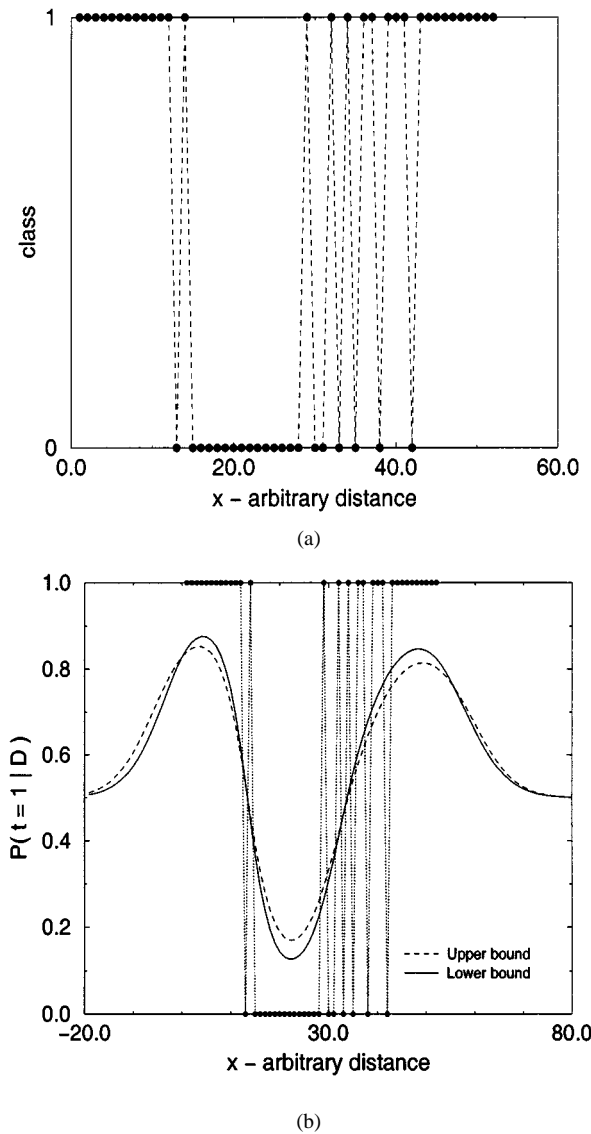 1
class
0
0.0 20.0 40.0 60.0
x – arbitrary distance
(a)
1.0
0.8
0.6
P( t = 1 | D )
0.4
0.2
Upper bound
Lower bound
0.0
-20.0 30.0 80.0
x – arbitrary distance
(b)